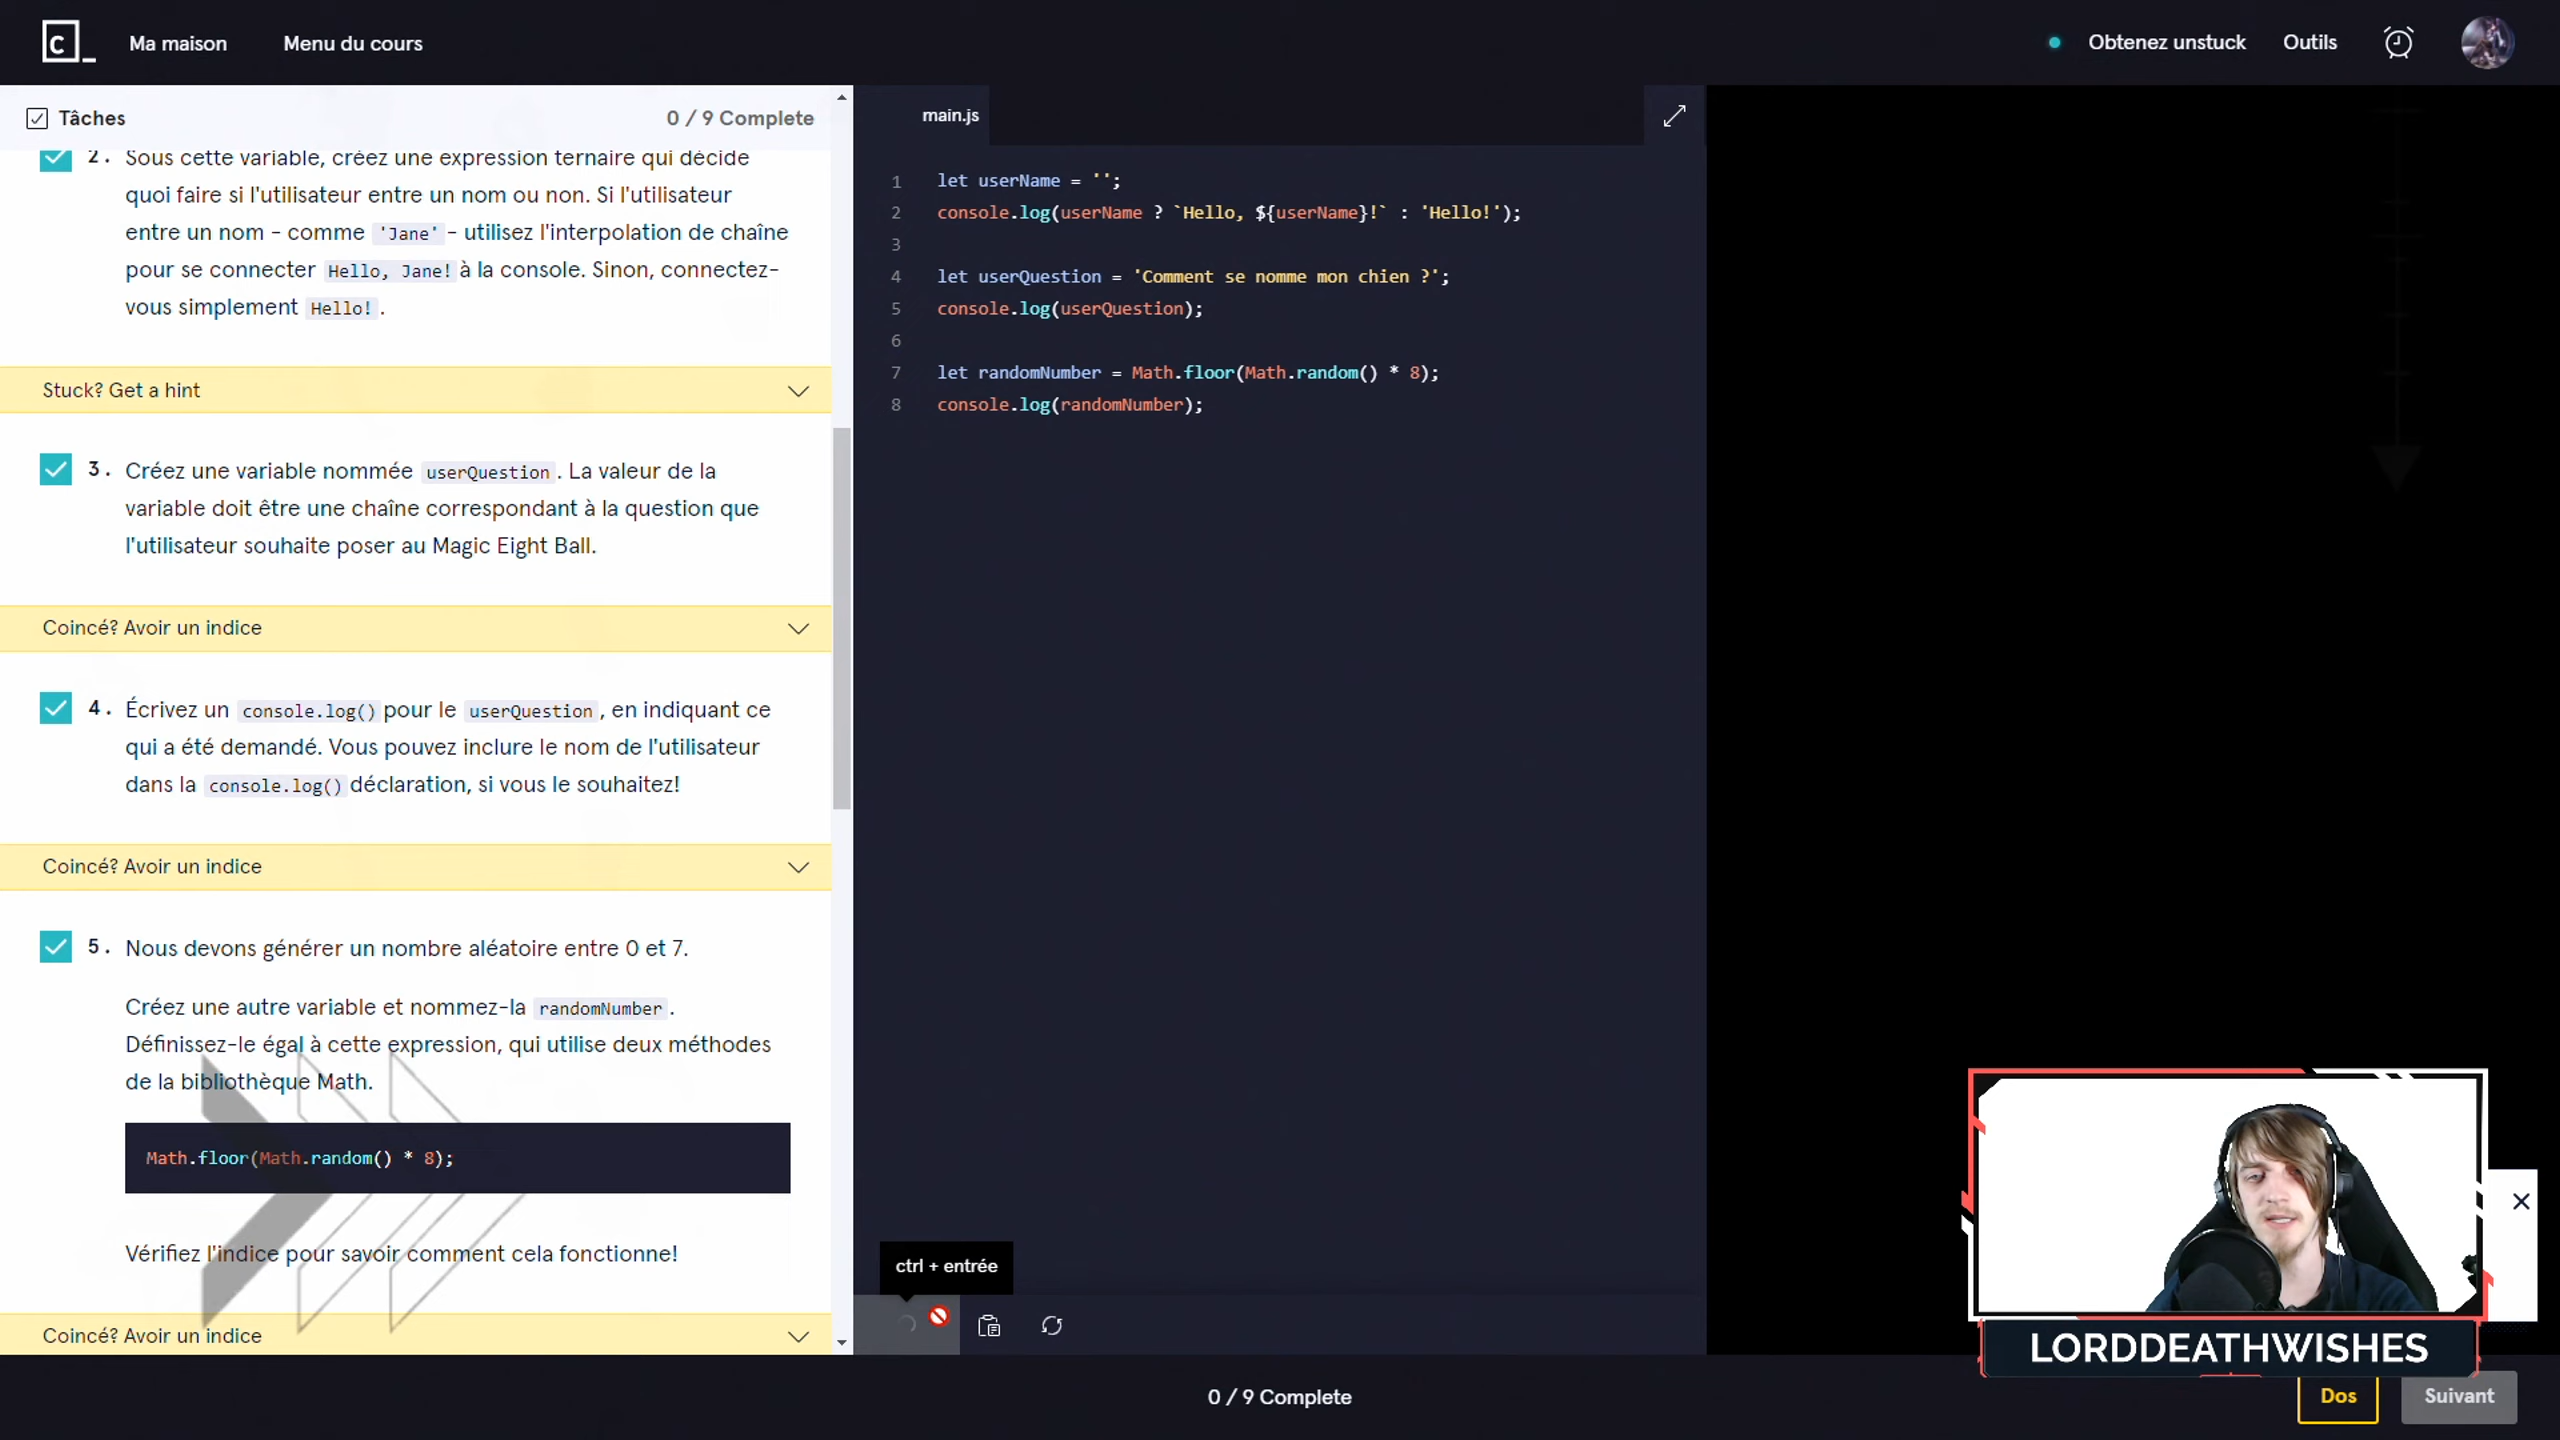 C_
Ma maison
Menu du cours
Obtenez unstuck
Outils
Tâches
0 / 9 Complete
2. Sous cette variable, créez une expression ternaire qui décide
quoi faire si l'utilisateur entre un nom ou non. Si l'utilisateur
entre un nom - comme 'Jane' - utilisez l'interpolation de chaîne
pour se connecter Hello, Jane! à la console. Sinon, connectez-
vous simplement Hello! .
Stuck? Get a hint
3. Créez une variable nommée userQuestion . La valeur de la
variable doit être une chaîne correspondant à la question que
l'utilisateur souhaite poser au Magic Eight Ball.
Coincé? Avoir un indice
4. Écrivez un console.log() pour le userQuestion , en indiquant ce
qui a été demandé. Vous pouvez inclure le nom de l'utilisateur
dans la console.log() déclaration, si vous le souhaitez!
Coincé? Avoir un indice
5. Nous devons générer un nombre aléatoire entre 0 et 7.
Créez une autre variable et nommez-la randomNumber .
Définissez-le égal à cette expression, qui utilise deux méthodes
de la bibliothèque Math.
Math.floor(Math.random() * 8);
Vérifiez l'indice pour savoir comment cela fonctionne!
Coincé? Avoir un indice
main.js
1 let userName = '';
2 console.log(userName ? `Hello, ${userName}!` : 'Hello!');
3
4 let userQuestion = 'Comment se nomme mon chien ?';
5 console.log(userQuestion);
6
7 let randomNumber = Math.floor(Math.random() * 8);
8 console.log(randomNumber);
ctrl + entrée
LORDDEATHWISHES
0 / 9 Complete
Dos
Suivant